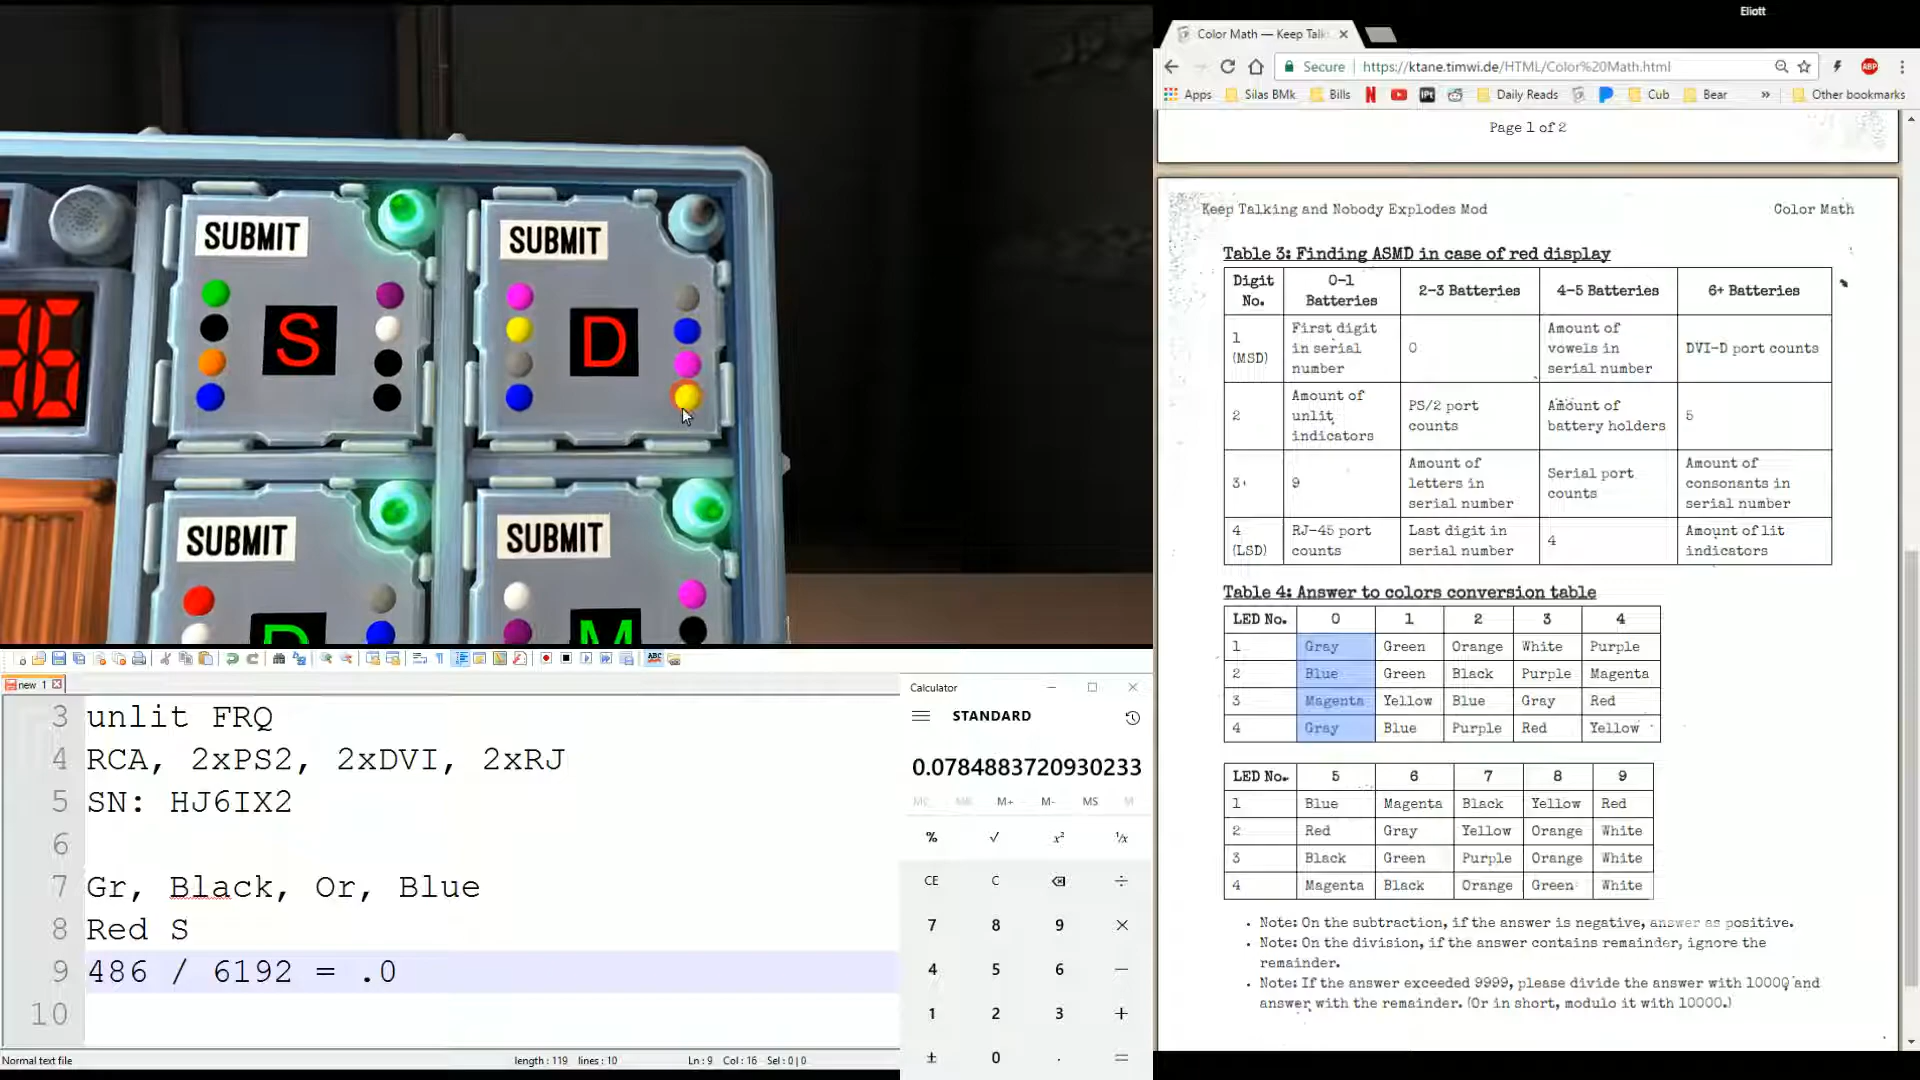 Eliott
Color Math — Keep Talk
Secure https://ktane.timwi.de/HTML/Color%20Math.html
ABP
Apps Silas BMk Bills Daily Reads Cub Bear » Other bookmarks
Page 1 of 2
Keep Talking and Nobody Explodes Mod Color Math
Table 3: Finding ASMD in case of red display
Digit No. 0-1 Batteries 2-3 Batteries 4-5 Batteries 6+ Batteries
1 (MSD) First digit in serial number 0 Amount of vowels in serial number DVI-D port counts
2 Amount of unlit indicators PS/2 port counts Amount of battery holders 5
3 9 Amount of letters in serial number Serial port counts Amount of consonants in serial number
4 (LSD) RJ-45 port counts Last digit in serial number 4 Amount of lit indicators
Table 4: Answer to colors conversion table
LED No. 0 1 2 3 4
1 Gray Green Orange White Purple
2 Blue Green Black Purple Magenta
3 Magenta Yellow Blue Gray Red
4 Gray Blue Purple Red Yellow
LED No. 5 6 7 8 9
1 Blue Magenta Black Yellow Red
2 Red Gray Yellow Orange White
3 Black Green Purple Orange White
4 Magenta Black Orange Green White
Note: On the subtraction, if the answer is negative, answer as positive.
Note: On the division, if the answer contains remainder, ignore the
remainder.
Note: If the answer exceeded 9999, please divide the answer with 10000 and
answer with the remainder. (Or in short, modulo it with 10000.)
SUBMIT
S
SUBMIT
D
SUBMIT
SUBMIT
M
new 1
3 unlit FRQ
4 RCA, 2xPS2, 2xDVI, 2xRJ
5 SN: HJ6IX2
6
7 Gr, Black, Or, Blue
8 Red S
9 486 / 6192 = .0
10
Normal text file length : 119 lines : 10 Ln : 9 Col : 16 Sel : 0 | 0
Calculator
STANDARD
0.0784883720930233
M+ M- MS
% √ x² ¹/x
CE C ÷
7 8 9 ×
4 5 6 −
1 2 3 +
± 0 . =